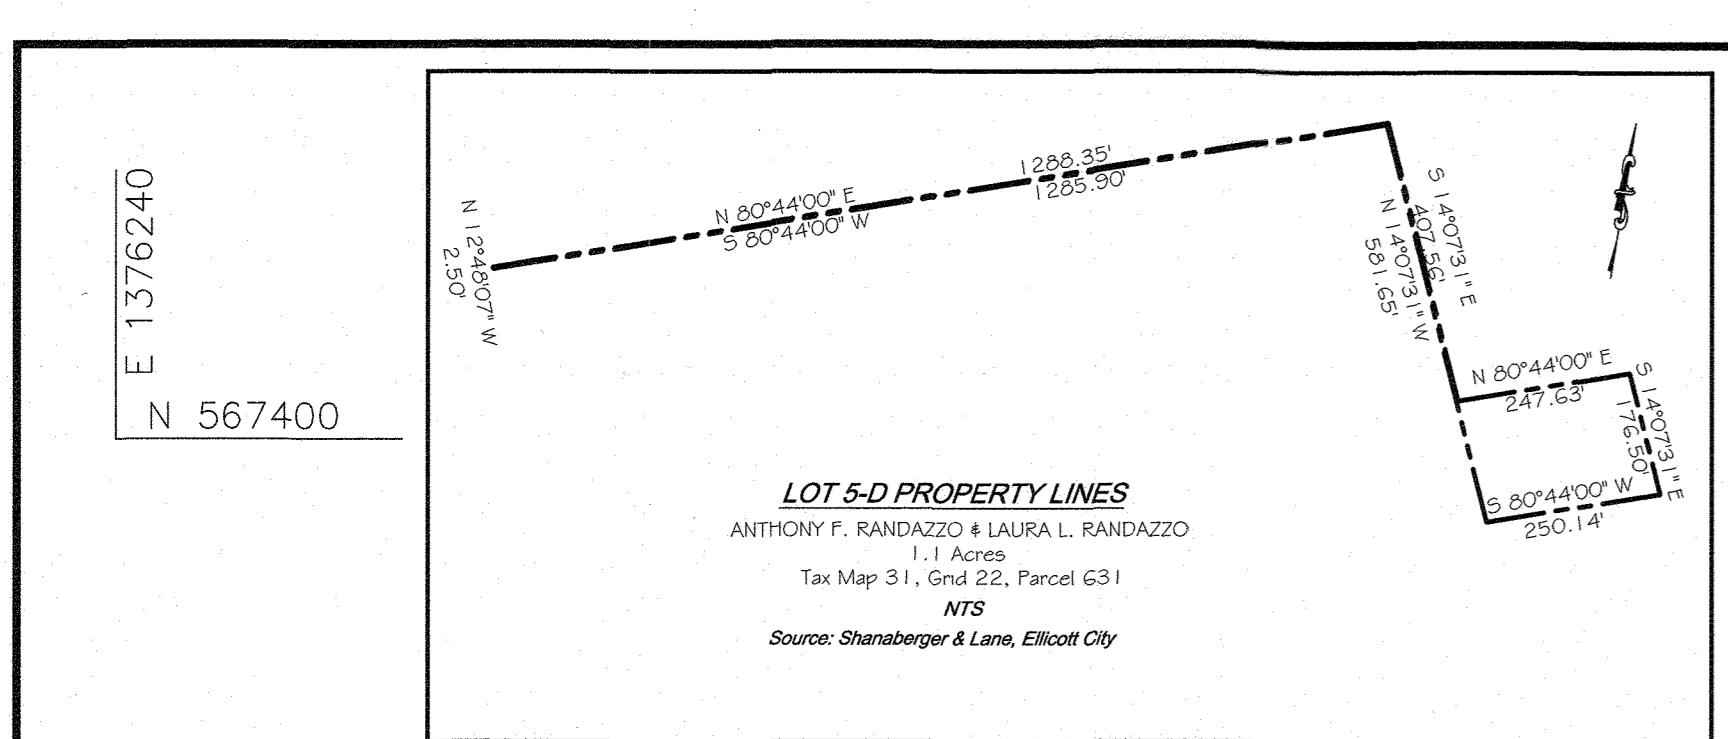 E 1376240
N 567400
N 12°48'07" W
2.50'
N 80°44'00" E
S 80°44'00" W
1288.35'
1285.90'
S 14°07'31" E
407.56'
N 14°07'31" W
581.65'
N 80°44'00" E
247.63'
S 14°07'31" E
176.50'
S 80°44'00" W
250.14'
LOT 5-D PROPERTY LINES
ANTHONY F. RANDAZZO & LAURA L. RANDAZZO
1.1 Acres
Tax Map 31, Grid 22, Parcel 631
NTS
Source: Shanaberger & Lane, Ellicott City